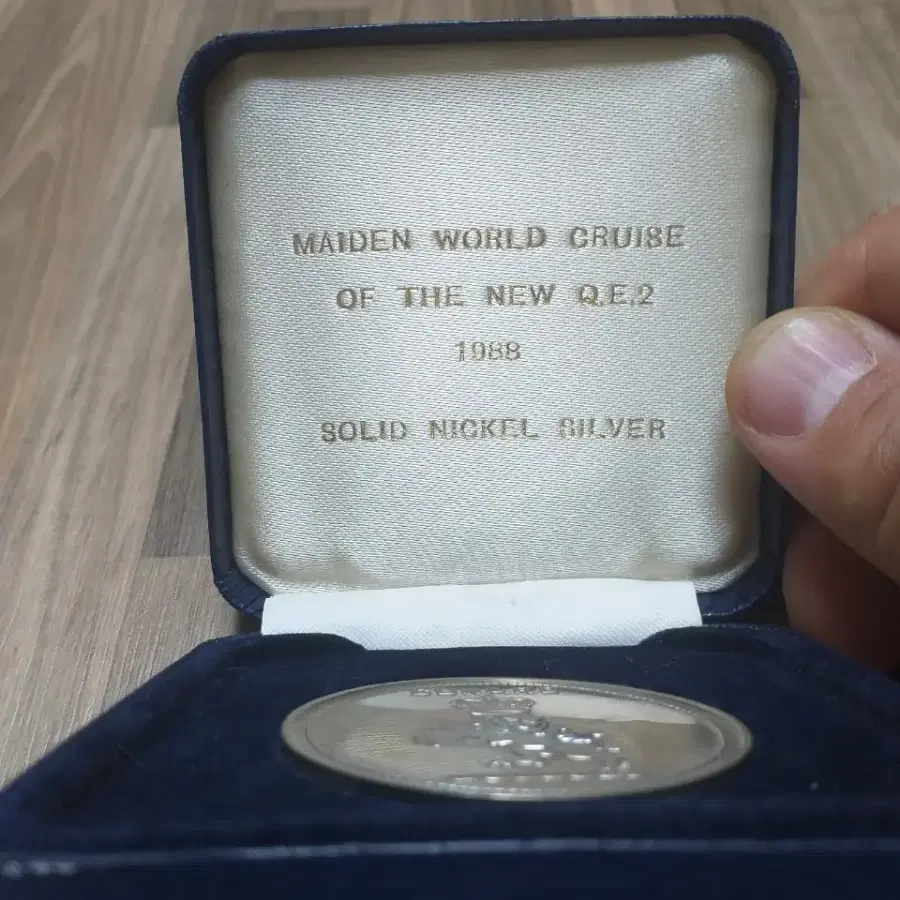 MAIDEN WORLD CRUISE
OF THE NEW Q.E.2
1988
SOLID NICKEL SILVER